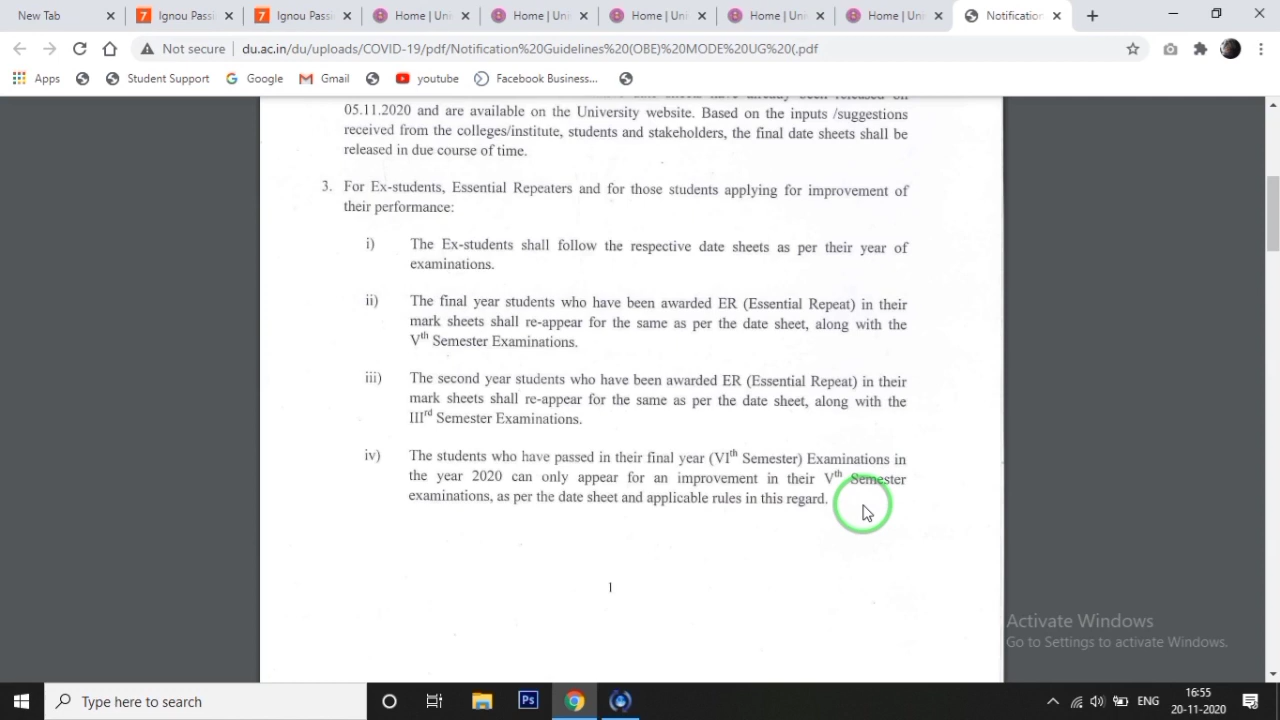 New Tab
Ignou Passi
Ignou Passi
Home | Uni
Home | Uni
Home | Uni
Home | Uni
Home | Uni
Notification
Not secure
du.ac.in/du/uploads/COVID-19/pdf/Notification%20Guidelines%20(OBE)%20MODE%20UG%20(.pdf
Apps
Student Support
Google
Gmail
youtube
Facebook Business...
05.11.2020 and are available on the University website. Based on the inputs /suggestions
received from the colleges/institute, students and stakeholders, the final date sheets shall be
released in due course of time.
3. For Ex-students, Essential Repeaters and for those students applying for improvement of
their performance:
i) The Ex-students shall follow the respective date sheets as per their year of
examinations.
ii) The final year students who have been awarded ER (Essential Repeat) in their
mark sheets shall re-appear for the same as per the date sheet, along with the
Vth Semester Examinations.
iii) The second year students who have been awarded ER (Essential Repeat) in their
mark sheets shall re-appear for the same as per the date sheet, along with the
IIIrd Semester Examinations.
iv) The students who have passed in their final year (VIth Semester) Examinations in
the year 2020 can only appear for an improvement in their Vth Semester
examinations, as per the date sheet and applicable rules in this regard.
1
Activate Windows
Go to Settings to activate Windows.
Type here to search
Ps
ENG
16:55
20-11-2020